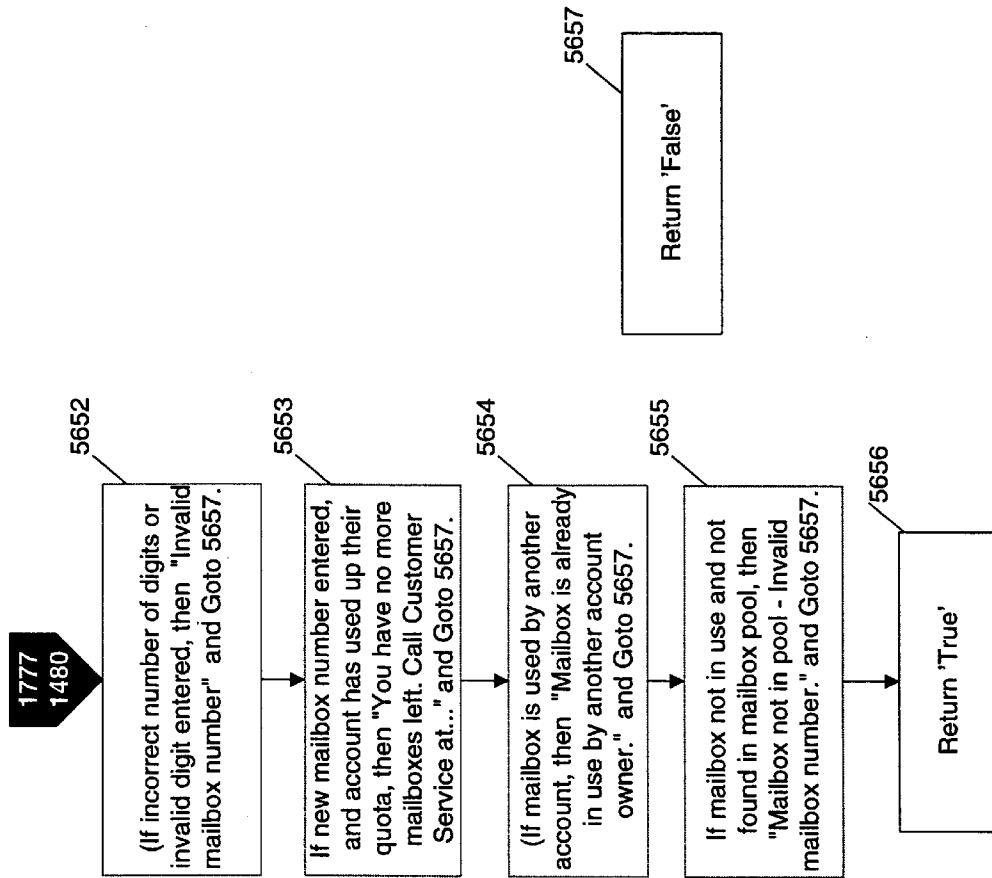 1777
1480
5652
(If incorrect number of digits or
invalid digit entered, then "Invalid
mailbox number" and Goto 5657.
5653
If new mailbox number entered,
and account has used up their
quota, then "You have no more
mailboxes left. Call Customer
Service at..." and Goto 5657.
5654
(If mailbox is used by another
account, then "Mailbox is already
in use by another account
owner." and Goto 5657.
5655
If mailbox not in use and not
found in mailbox pool, then
"Mailbox not in pool - Invalid
mailbox number." and Goto 5657.
5656
Return 'True'
5657
Return 'False'